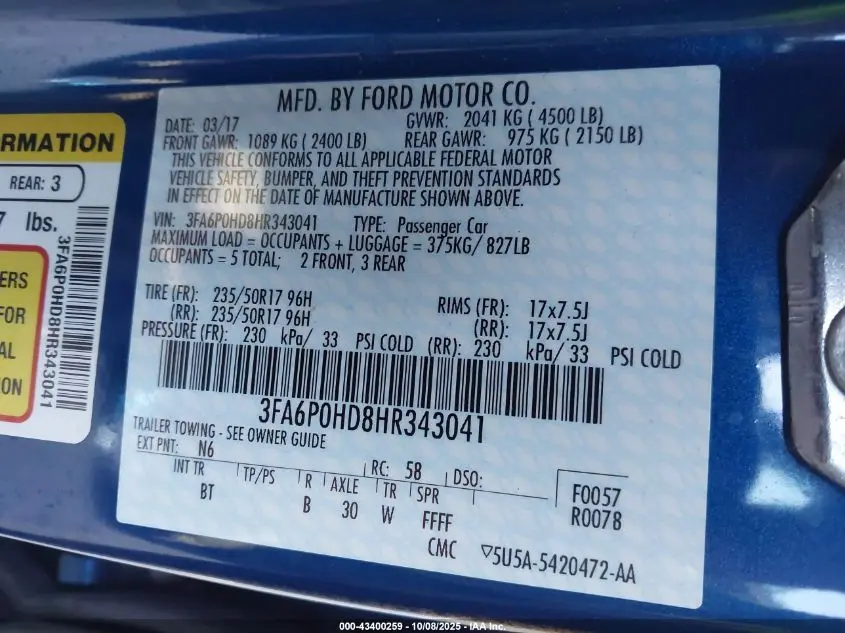 MFD. BY FORD MOTOR CO.
DATE: 03/17 GVWR: 2041 KG ( 4500 LB)
FRONT GAWR: 1089 KG ( 2400 LB) REAR GAWR: 975 KG ( 2150 LB)
THIS VEHICLE CONFORMS TO ALL APPLICABLE FEDERAL MOTOR
VEHICLE SAFETY, BUMPER, AND THEFT PREVENTION STANDARDS
IN EFFECT ON THE DATE OF MANUFACTURE SHOWN ABOVE.
VIN: 3FA6P0HD8HR343041 TYPE: Passenger Car
MAXIMUM LOAD = OCCUPANTS + LUGGAGE = 375KG/ 827LB
OCCUPANTS = 5 TOTAL; 2 FRONT, 3 REAR
TIRE (FR): 235/50R17 96H RIMS (FR): 17x7.5J
(RR): 235/50R17 96H (RR): 17x7.5J
PRESSURE (FR): 230 kPa/ 33 PSI COLD (RR): 230 kPa/ 33 PSI COLD
3FA6P0HD8HR343041
TRAILER TOWING - SEE OWNER GUIDE
EXT PNT: N6 RC: 58 DSO:
INT TR TP/PS R AXLE TR SPR
BT B 30 W FFFF
F0057
R0078
CMC ▽5U5A-5420472-AA
RMATION
REAR: 3
7 lbs.
3FA6P0HD8HR343041
ERS
FOR
AL
ION
000-43400259 - 10/08/2025 - IAA Inc.